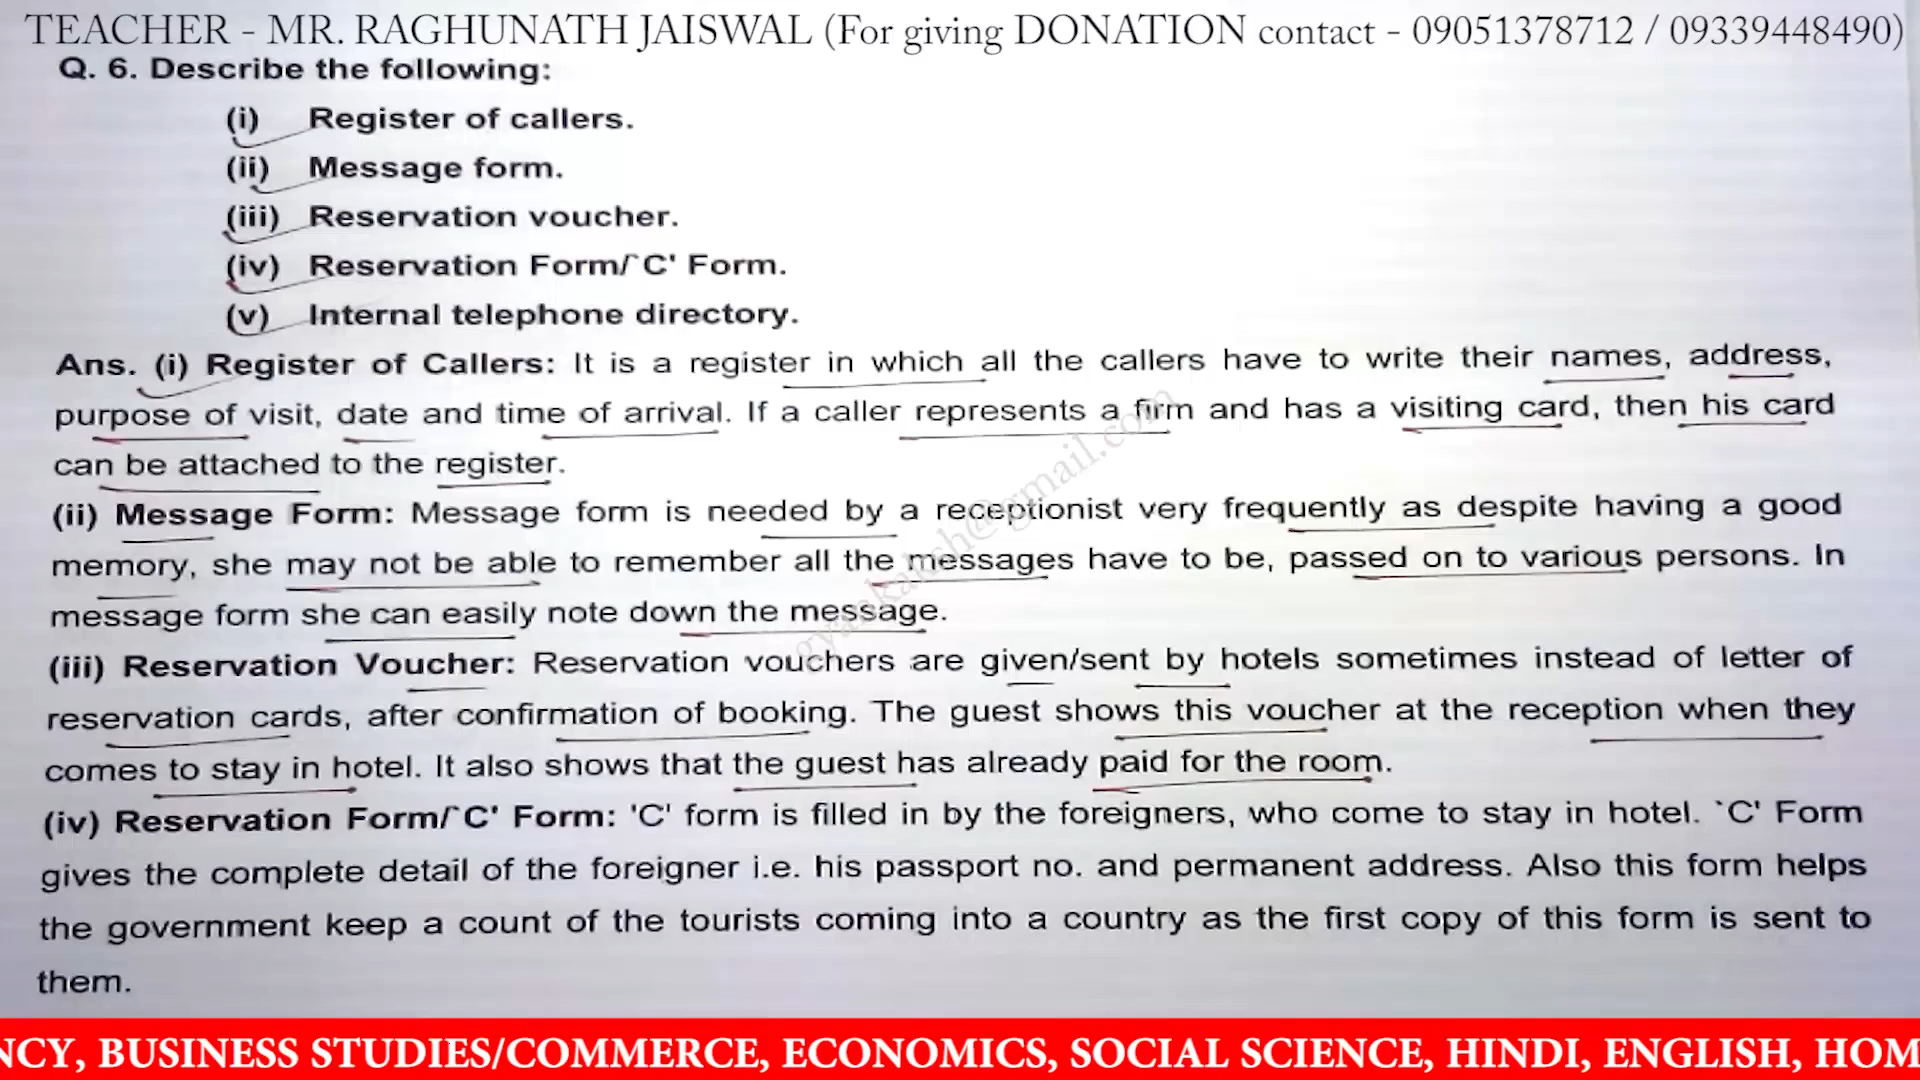 TEACHER - MR. RAGHUNATH JAISWAL (For giving DONATION contact - 09051378712 / 09339448490)
Q. 6. Describe the following:
(i) Register of callers.
(ii) Message form.
(iii) Reservation voucher.
(iv) Reservation Form/`C' Form.
(v) Internal telephone directory.
Ans. (i) Register of Callers: It is a register in which all the callers have to write their names, address,
purpose of visit, date and time of arrival. If a caller represents a firm and has a visiting card, then his card
can be attached to the register.
(ii) Message Form: Message form is needed by a receptionist very frequently as despite having a good
memory, she may not be able to remember all the messages have to be, passed on to various persons. In
message form she can easily note down the message.
(iii) Reservation Voucher: Reservation vouchers are given/sent by hotels sometimes instead of letter of
reservation cards, after confirmation of booking. The guest shows this voucher at the reception when they
comes to stay in hotel. It also shows that the guest has already paid for the room.
(iv) Reservation Form/`C' Form: 'C' form is filled in by the foreigners, who come to stay in hotel. `C' Form
gives the complete detail of the foreigner i.e. his passport no. and permanent address. Also this form helps
the government keep a count of the tourists coming into a country as the first copy of this form is sent to
them.
gyankaksh@gmail.com
NCY, BUSINESS STUDIES/COMMERCE, ECONOMICS, SOCIAL SCIENCE, HINDI, ENGLISH, HOM